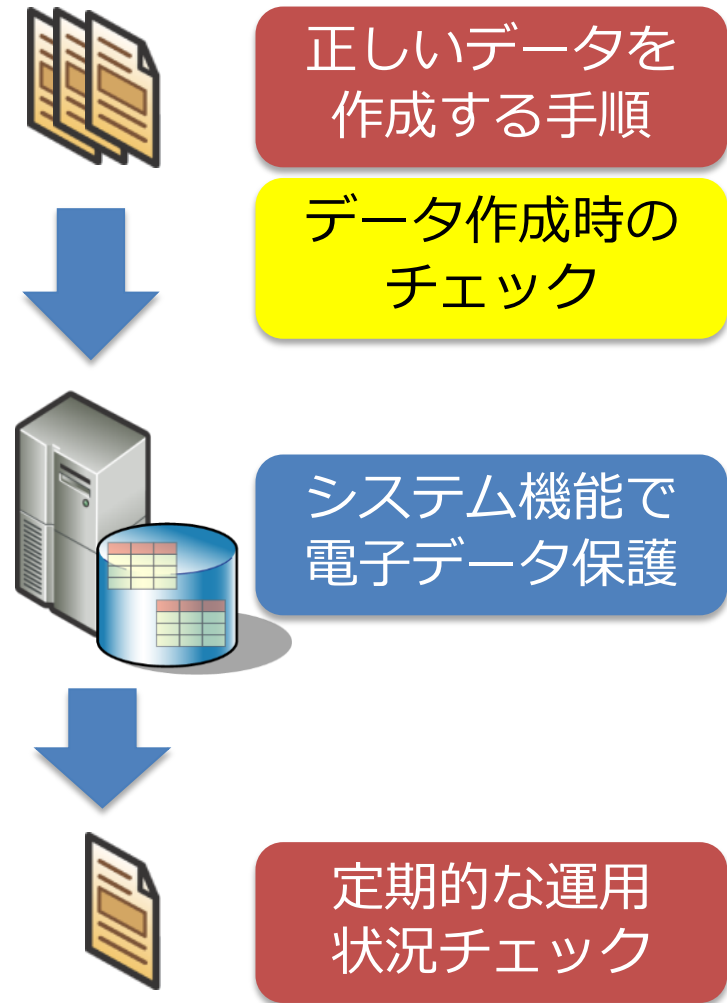 正しいデータを
作成する手順
データ作成時の
チェック
システム機能で
電子データ保護
定期的な運用
状況チェック